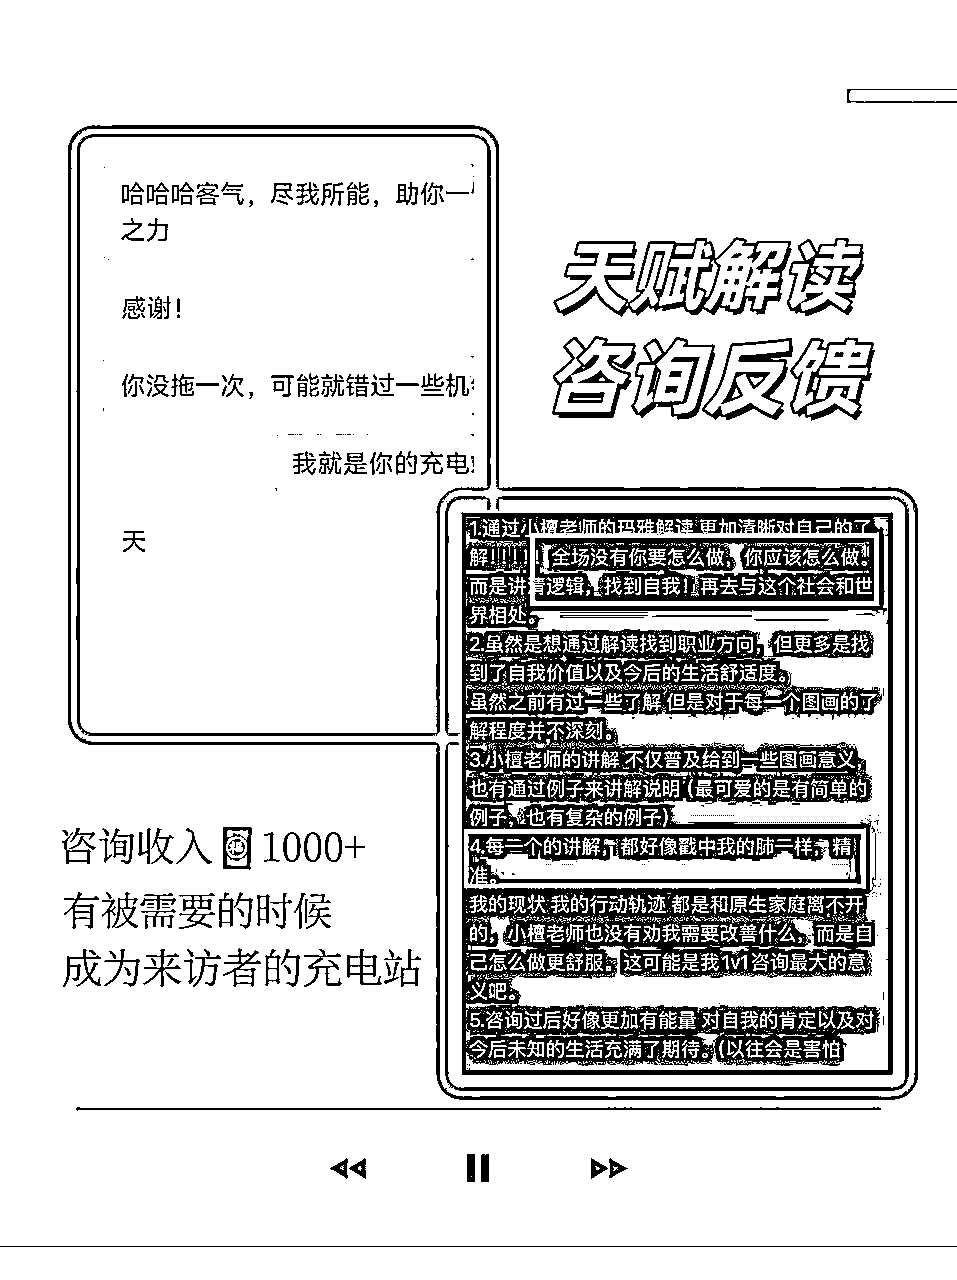 哈哈哈客气，尽我所能，助你一
之力
感谢！
你没拖一次，可能就错过一些机
我就是你的充电
天
天赋解读
咨询反馈
1.通过小檀老师的玛雅解读 更加清晰对自己的了
解!!!! 全场没有你要怎么做，你应该怎么做。
而是讲清逻辑，找到自我！再去与这个社会和世
界相处。
2.虽然是想通过解读找到职业方向，但更多是找
到了自我价值以及今后的生活舒适度。
虽然之前有过一些了解 但是对于每一个图画的了
解程度并不深刻。
3.小檀老师的讲解 不仅普及给到一些图画意义，
也有通过例子来讲解说明（最可爱的是有简单的
例子，也有复杂的例子）
4.每一个的讲解，都好像戳中我的肺一样，精
准。
我的现状 我的行动轨迹 都是和原生家庭离不开
的，小檀老师也没有劝我需要改善什么，而是自
己怎么做更舒服。这可能是我1v1咨询最大的意
义吧。
5.咨询过后好像更加有能量 对自我的肯定以及对
今后未知的生活充满了期待。（以往会是害怕
咨询收入 1000+
有被需要的时候
成为来访者的充电站